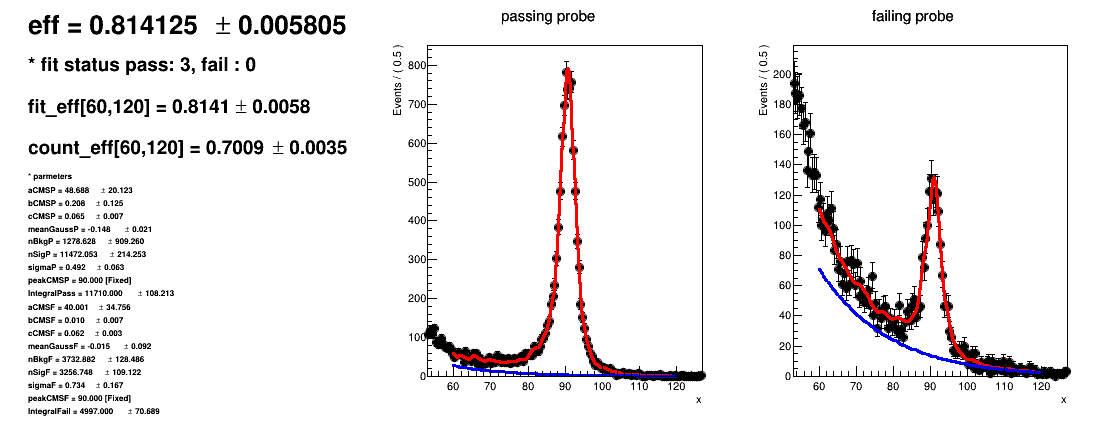 eff = 0.814125 ± 0.005805
* fit status pass: 3, fail : 0
fit_eff[60,120] = 0.8141 ± 0.0058
count_eff[60,120] = 0.7009 ± 0.0035
* parmeters
aCMSP = 48.688 ± 20.123
bCMSP = 0.208 ± 0.125
cCMSP = 0.065 ± 0.007
meanGaussP = -0.148 ± 0.021
nBkgP = 1278.628 ± 909.260
nSigP = 11472.053 ± 214.253
sigmaP = 0.492 ± 0.063
peakCMSP = 90.000 [Fixed]
IntegralPass = 11710.000 ± 108.213
aCMSF = 40.001 ± 34.756
bCMSF = 0.010 ± 0.007
cCMSF = 0.062 ± 0.003
meanGaussF = -0.015 ± 0.092
nBkgF = 3732.882 ± 128.486
nSigF = 3256.748 ± 109.122
sigmaF = 0.734 ± 0.167
peakCMSF = 90.000 [Fixed]
IntegralFail = 4997.000 ± 70.689
passing probe
Events / ( 0.5 )
800
700
600
500
400
300
200
100
0
60 70 80 90 100 110 120
x
failing probe
Events / ( 0.5 )
200
180
160
140
120
100
80
60
40
20
0
60 70 80 90 100 110 120
x